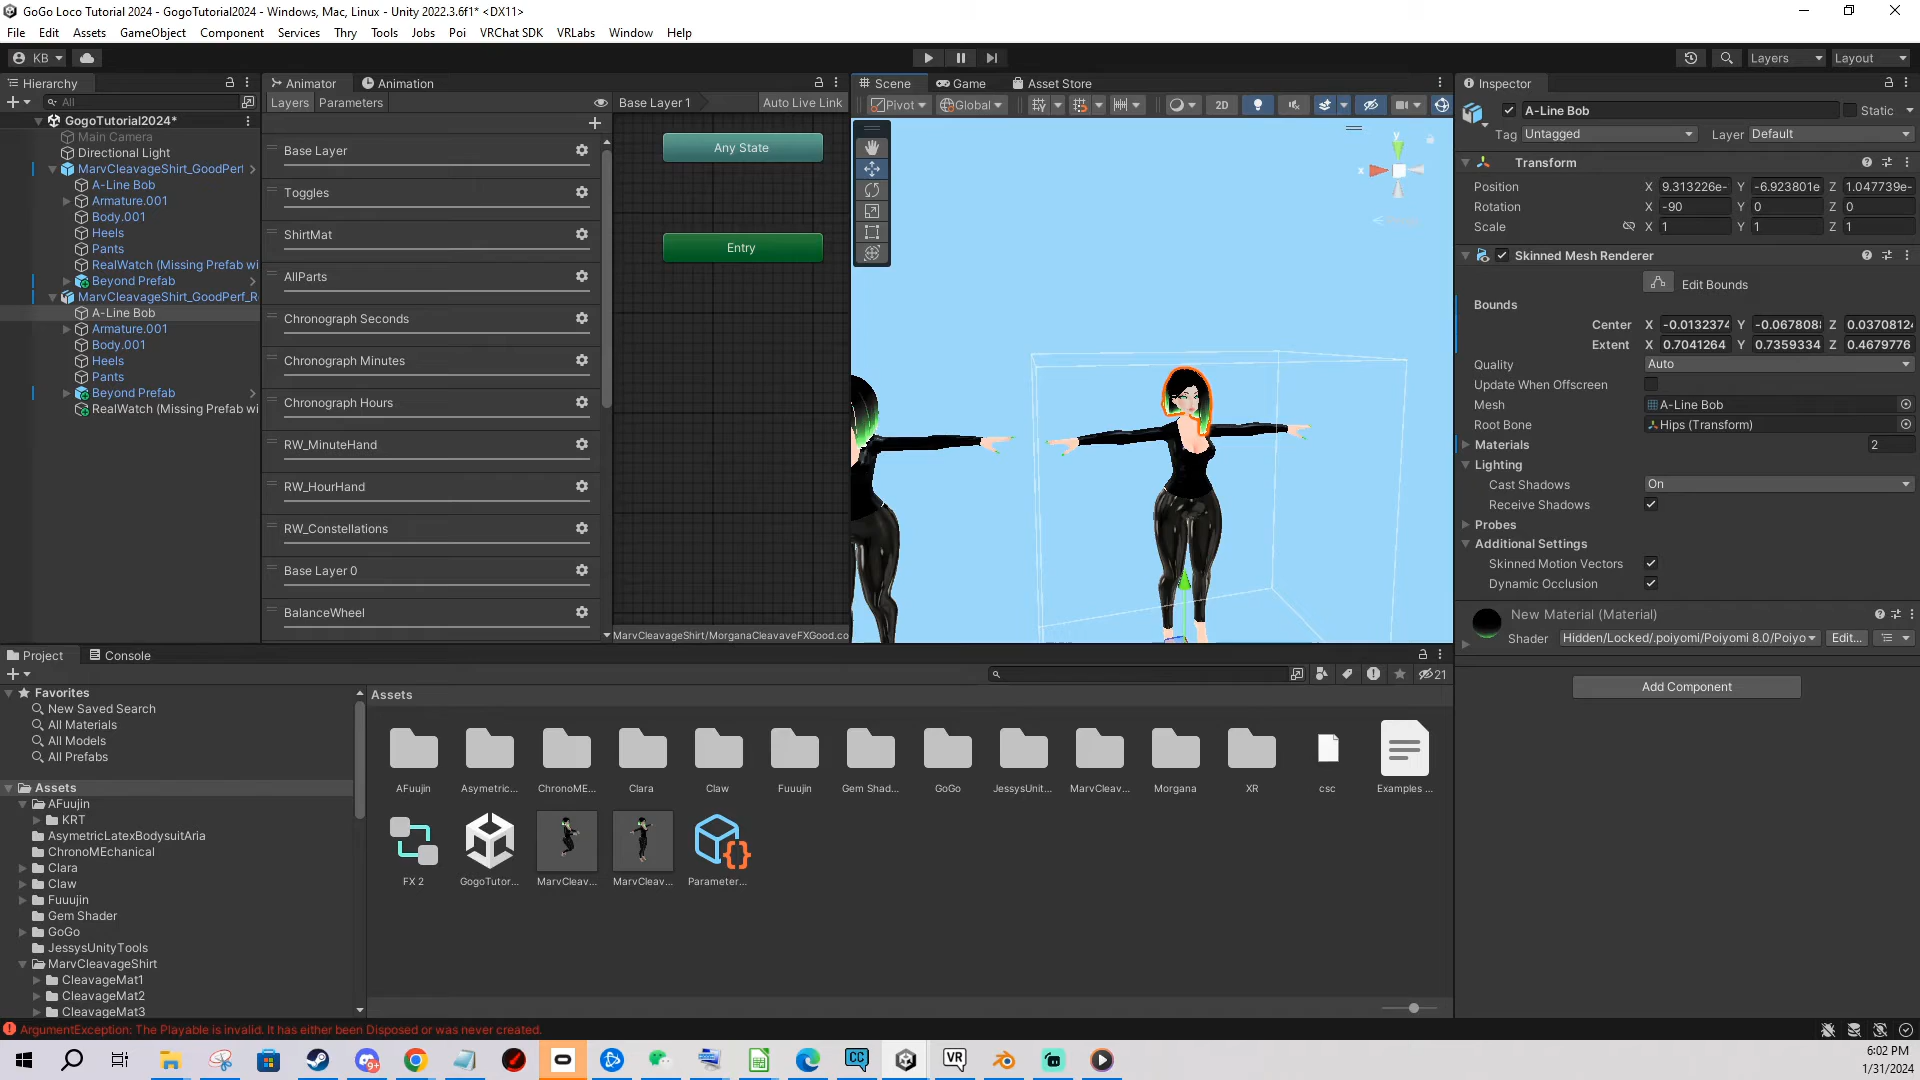 GoGo Loco Tutorial 2024 - GogoTutorial2024 - Windows, Mac, Linux - Unity 2022.3.6f1* <DX11>
File Edit Assets GameObject Component Services Thry Tools Jobs Poi VRChat SDK VRLabs Window Help
KB Layers Layout
Hierarchy
All
GogoTutorial2024*
Main Camera
Directional Light
MarvCleavageShirt_GoodPerf
A-Line Bob
Armature.001
Body.001
Heels
Pants
RealWatch (Missing Prefab wi
Beyond Prefab
MarvCleavageShirt_GoodPerf_R
A-Line Bob
Armature.001
Body.001
Heels
Pants
Beyond Prefab
RealWatch (Missing Prefab wi
Animator Animation
Layers Parameters Base Layer 1 Auto Live Link
Base Layer
Toggles
ShirtMat
AllParts
Chronograph Seconds
Chronograph Minutes
Chronograph Hours
RW_MinuteHand
RW_HourHand
RW_Constellations
Base Layer 0
BalanceWheel
Any State
Entry
MarvCleavageShirt/MorganaCleavaveFXGood.co
Scene Game Asset Store
Pivot Global 2D
y
x
Inspector
A-Line Bob Static
Tag Untagged Layer Default
Transform
Position X 9.313226e- Y -6.923801e Z 1.047739e-
Rotation X -90 Y 0 Z 0
Scale X 1 Y 1 Z 1
Skinned Mesh Renderer
Edit Bounds
Bounds
Center X -0.0132374 Y -0.067808 Z 0.0370812
Extent X 0.7041264 Y 0.7359334 Z 0.4679776
Quality Auto
Update When Offscreen
Mesh A-Line Bob
Root Bone Hips (Transform)
Materials 2
Lighting
Cast Shadows On
Receive Shadows
Probes
Additional Settings
Skinned Motion Vectors
Dynamic Occlusion
New Material (Material)
Shader Hidden/Locked/.poiyomi/Poiyomi 8.0/Poiyo Edit...
Add Component
Project Console
21
Favorites
New Saved Search
All Materials
All Models
All Prefabs
Assets
AFuujin
KRT
AsymetricLatexBodysuitAria
ChronoMEchanical
Clara
Claw
Fuuujin
Gem Shader
GoGo
JessysUnityTools
MarvCleavageShirt
CleavageMat1
CleavageMat2
CleavageMat3
Assets
AFuujin Asymetric... ChronoME... Clara Claw Fuuujin Gem Shad... GoGo JessysUnit... MarvCleav... Morgana XR csc Examples ...
FX 2 GogoTutor... MarvCleav... MarvCleav... Parameter...
ArgumentException: The Playable is invalid. It has either been Disposed or was never created.
9+ CC VR
6:02 PM
1/31/2024